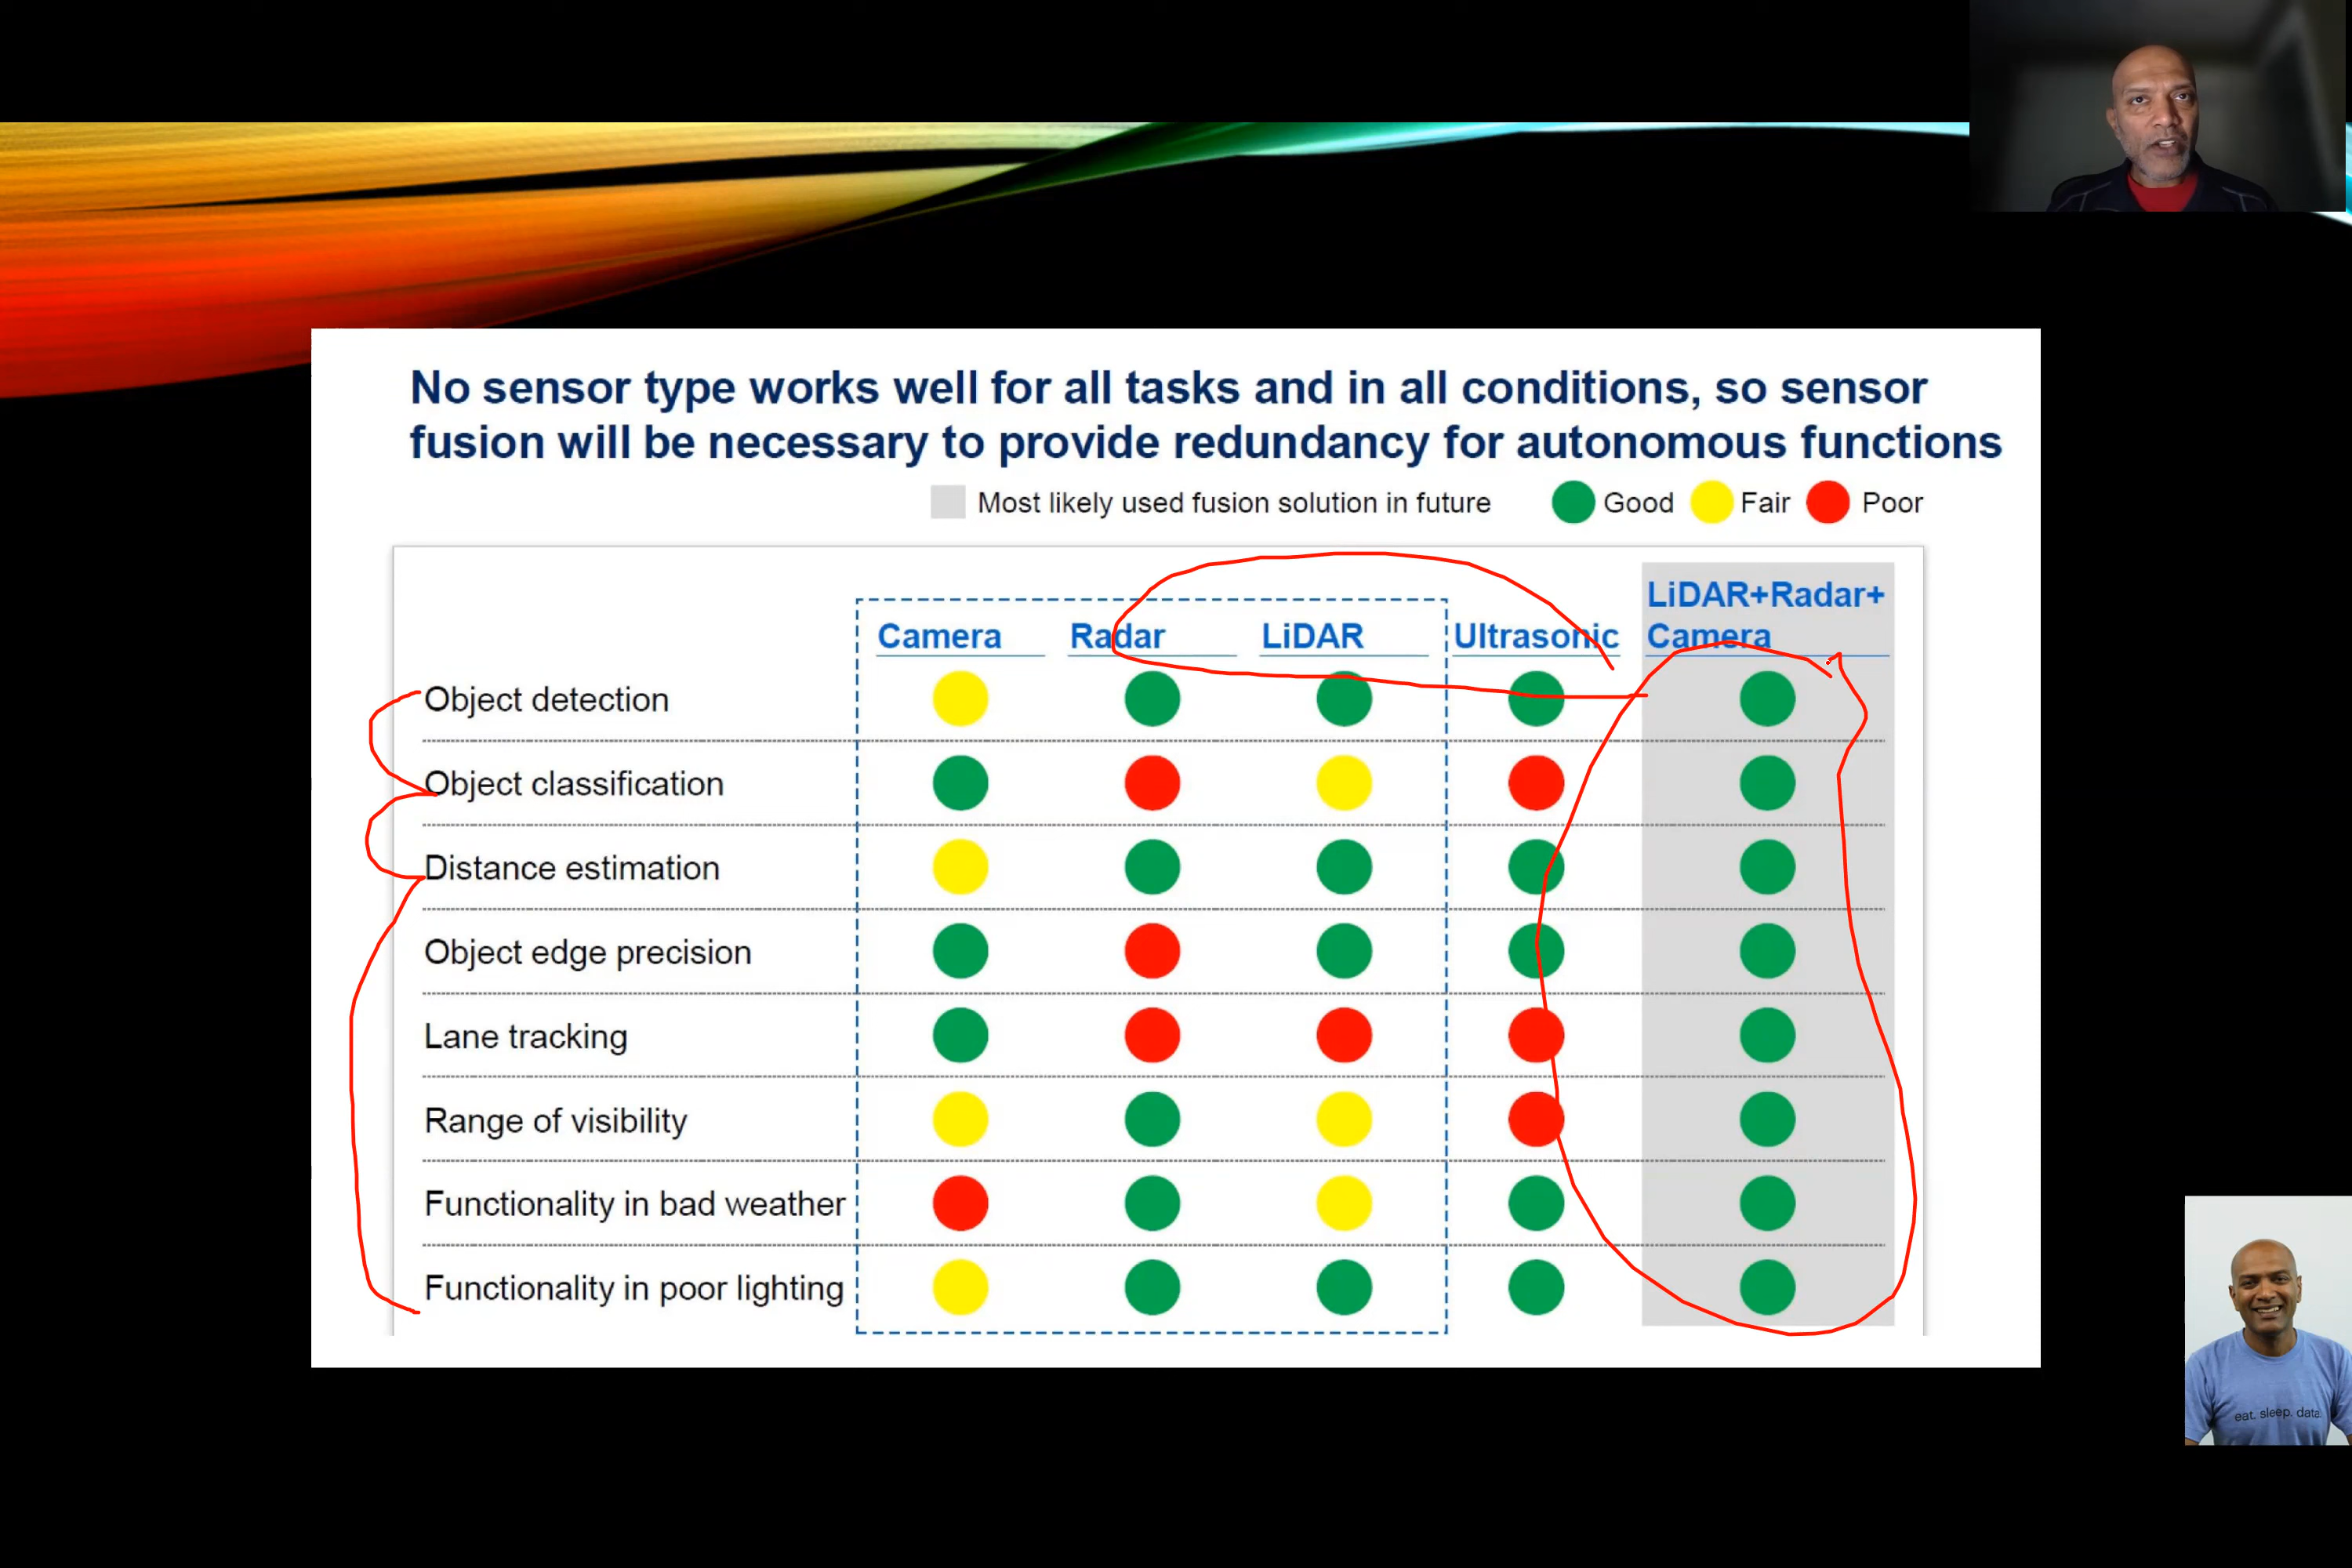 No sensor type works well for all tasks and in all conditions, so sensor
fusion will be necessary to provide redundancy for autonomous functions
Most likely used fusion solution in future Good Fair Poor
LiDAR+Radar+
Camera Radar LiDAR Ultrasonic Camera
Object detection
Object classification
Distance estimation
Object edge precision
Lane tracking
Range of visibility
Functionality in bad weather
Functionality in poor lighting
eat. sleep. data.